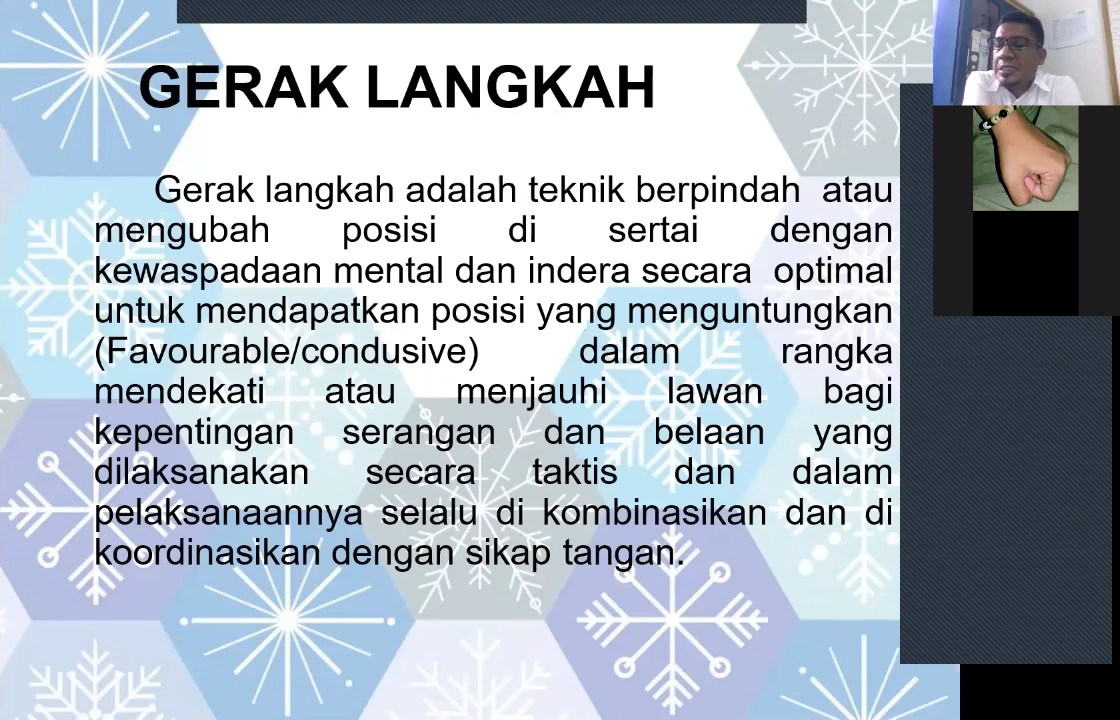 GERAK LANGKAH
Gerak langkah adalah teknik berpindah atau
mengubah posisi di sertai dengan
kewaspadaan mental dan indera secara optimal
untuk mendapatkan posisi yang menguntungkan
(Favourable/condusive) dalam rangka
mendekati atau menjauhi lawan bagi
kepentingan serangan dan belaan yang
dilaksanakan secara taktis dan dalam
pelaksanaannya selalu di kombinasikan dan di
koordinasikan dengan sikap tangan.